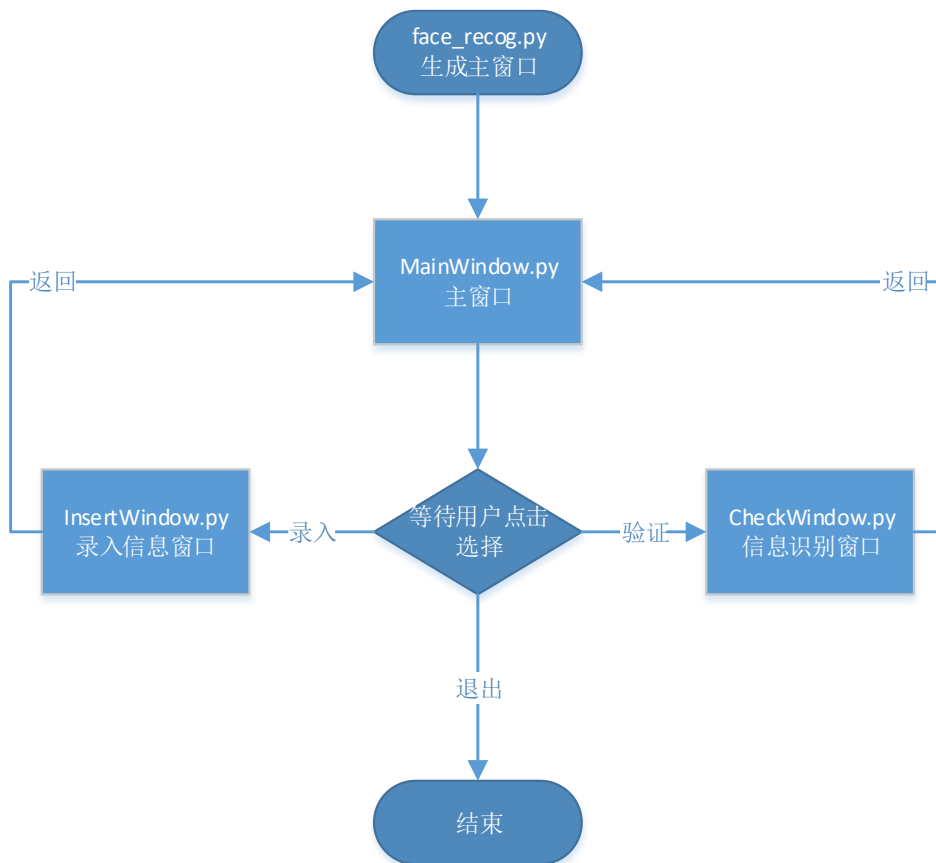 face_recog.py
生成主窗口
MainWindow.py
主窗口
返回
返回
等待用户点击
选择
InsertWindow.py
录入信息窗口
录入
验证
CheckWindow.py
信息识别窗口
退出
结束